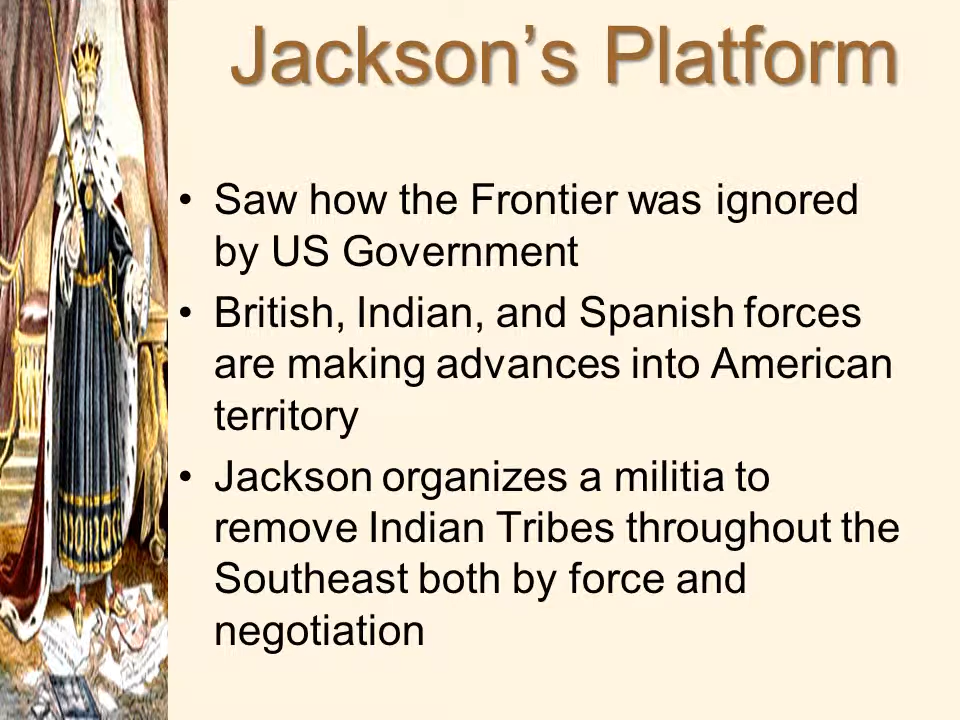 Jackson’s Platform
• Saw how the Frontier was ignored
by US Government
• British, Indian, and Spanish forces
are making advances into American
territory
• Jackson organizes a militia to
remove Indian Tribes throughout the
Southeast both by force and
negotiation